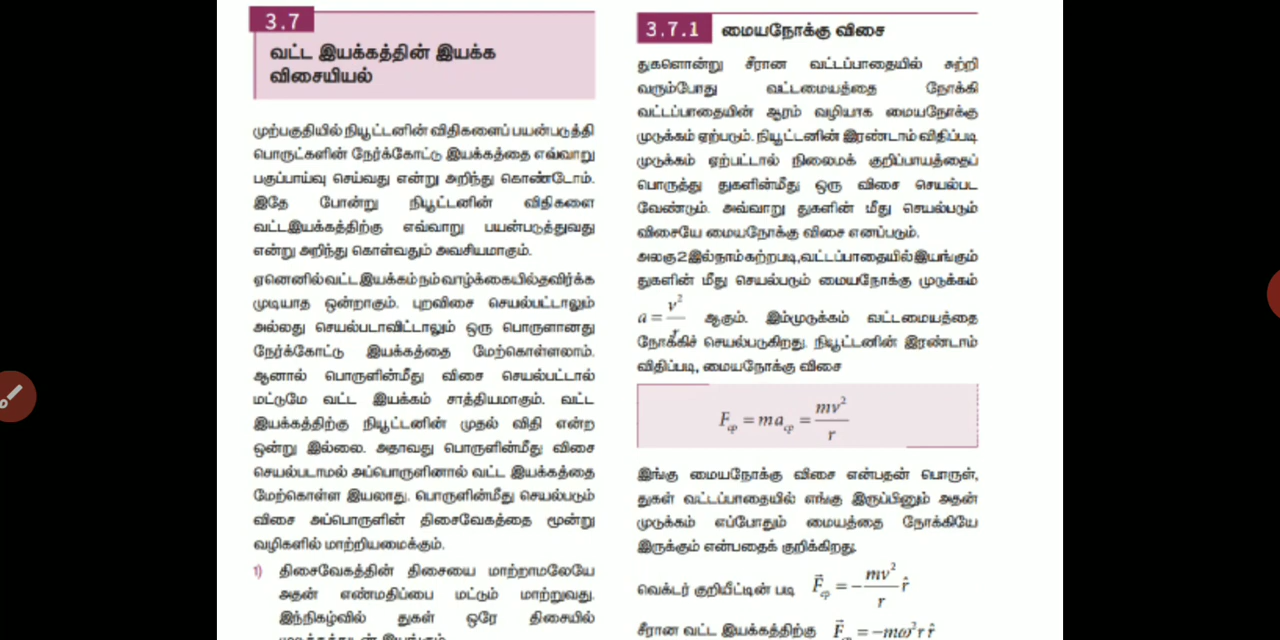 3.7
வட்ட இயக்கத்தின் இயக்க
விசையியல்
முற்பகுதியில் நியூட்டனின் விதிகளைப் பயன்படுத்தி
பொருட்களின் நேர்க்கோட்டு இயக்கத்தை எவ்வாறு
பகுப்பாய்வு செய்வது என்று அறிந்து கொண்டோம்.
இதே போன்று நியூட்டனின் விதிகளை
வட்டஇயக்கத்திற்கு எவ்வாறு பயன்படுத்துவது
என்று அறிந்து கொள்வதும் அவசியமாகும்.
ஏனெனில் வட்ட இயக்கம் நம் வாழ்க்கையில் தவிர்க்க
முடியாத ஒன்றாகும். புறவிசை செயல்பட்டாலும்
அல்லது செயல்படாவிட்டாலும் ஒரு பொருளானது
நேர்க்கோட்டு இயக்கத்தை மேற்கொள்ளலாம்.
ஆனால் பொருளின்மீது விசை செயல்பட்டால்
மட்டுமே வட்ட இயக்கம் சாத்தியமாகும். வட்ட
இயக்கத்திற்கு நியூட்டனின் முதல் விதி என்ற
ஒன்று இல்லை. அதாவது பொருளின்மீது விசை
செயல்படாமல் அப்பொருளினால் வட்ட இயக்கத்தை
மேற்கொள்ள இயலாது. பொருளின்மீது செயல்படும்
விசை அப்பொருளின் திசைவேகத்தை மூன்று
வழிகளில் மாற்றியமைக்கும்.
1) திசைவேகத்தின் திசையை மாற்றாமலேயே
அதன் எண்மதிப்பை மட்டும் மாற்றுவது.
இந்நிகழ்வில் துகள் ஒரே திசையில்
3.7.1 மையநோக்கு விசை
துகளொன்று சீரான வட்டப்பாதையில் சுற்றி
வரும்போது வட்டமையத்தை நோக்கி
வட்டப்பாதையின் ஆரம் வழியாக மையநோக்கு
முடுக்கம் ஏற்படும். நியூட்டனின் இரண்டாம் விதிப்படி
முடுக்கம் ஏற்பட்டால் நிலைமக் குறிப்பாயத்தைப்
பொருத்து துகளின்மீது ஒரு விசை செயல்பட
வேண்டும். அவ்வாறு துகளின் மீது செயல்படும்
விசையே மையநோக்கு விசை எனப்படும்.
அலகு 2 இல் நாம் கற்றபடி, வட்டப்பாதையில் இயங்கும்
துகளின் மீது செயல்படும் மையநோக்கு முடுக்கம்
a = v²/r ஆகும். இம்முடுக்கம் வட்டமையத்தை
நோக்கிச் செயல்படுகிறது. நியூட்டனின் இரண்டாம்
விதிப்படி, மையநோக்கு விசை
F_cp = m a_cp = mv²/r
இங்கு மையநோக்கு விசை என்பதன் பொருள்,
துகள் வட்டப்பாதையில் எங்கு இருப்பினும் அதன்
முடுக்கம் எப்போதும் மையத்தை நோக்கியே
இருக்கும் என்பதைக் குறிக்கிறது.
வெக்டர் குறியீட்டின் படி F⃗_cp = −mv²/r r̂
சீரான வட்ட இயக்கத்திற்கு F⃗_cp = −mω²r r̂